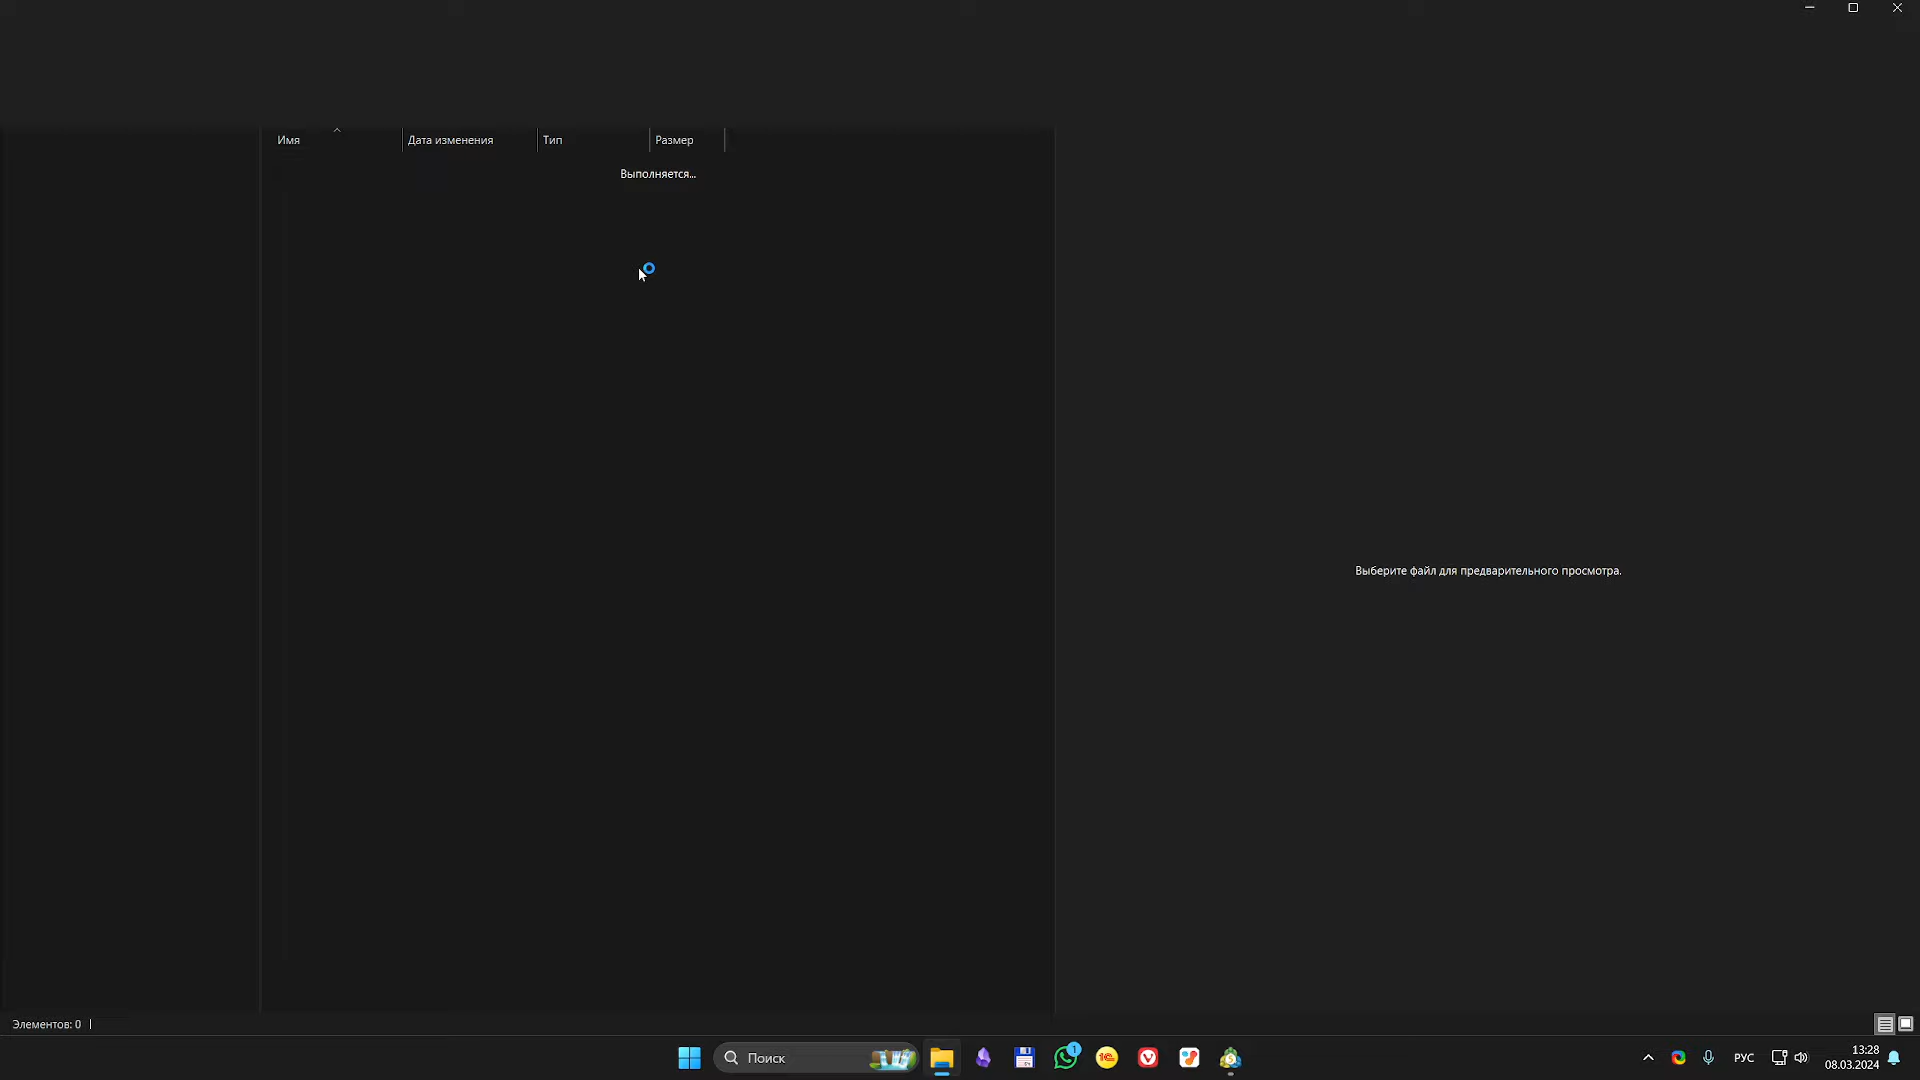 Имя
Дата изменения
Тип
Размер
Выполняется...
Выберите файл для предварительного просмотра.
Элементов: 0
Поиск
1
РУС
13:28
08.03.2024